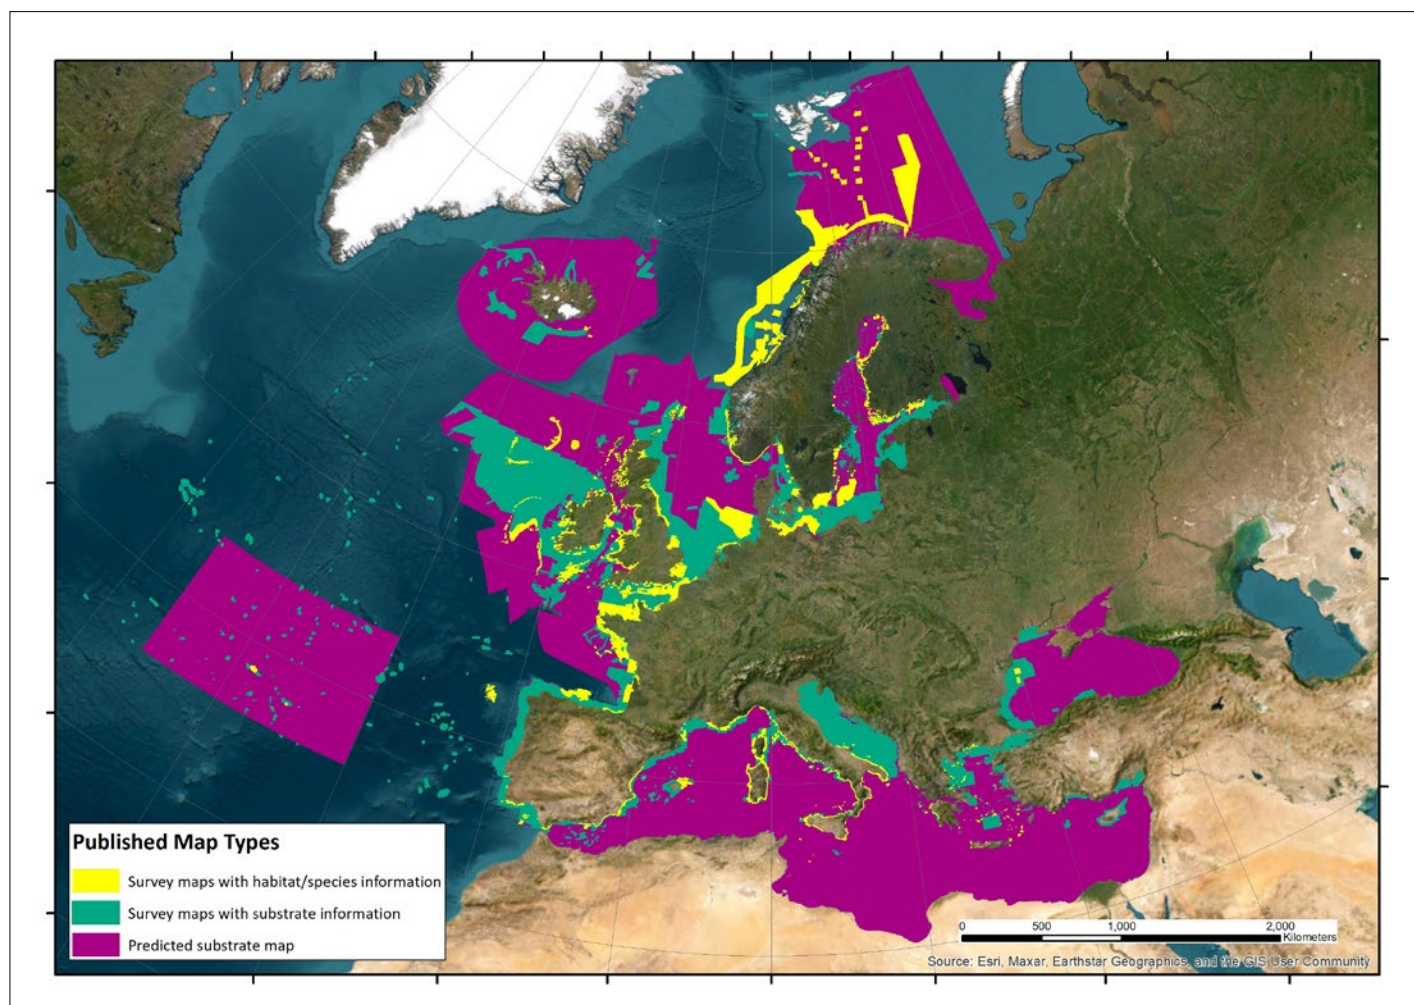 Published Map Types
Survey maps with habitat/species information
Survey maps with substrate information
Predicted substrate map
0 500 1,000 2,000
Kilometers
Source: Esri, Maxar, Earthstar Geographics, and the GIS User Community